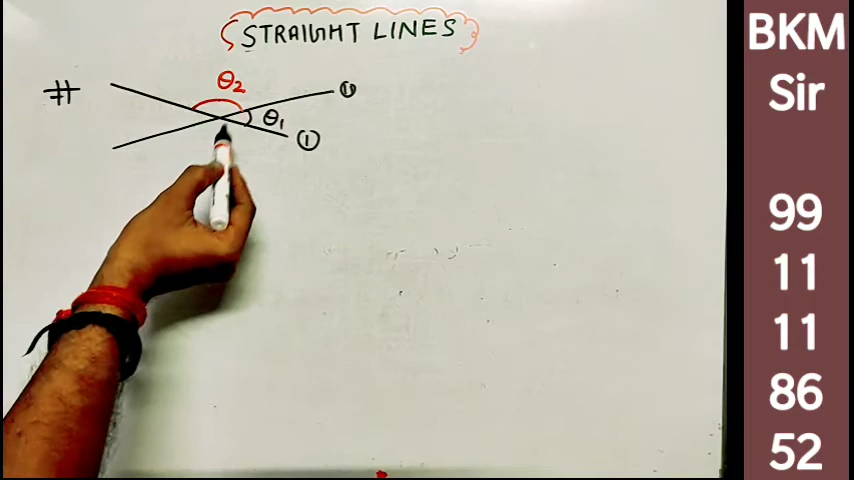 STRAIGHT LINES
#
θ2
θ1
①
BKM
Sir
99
11
11
86
52